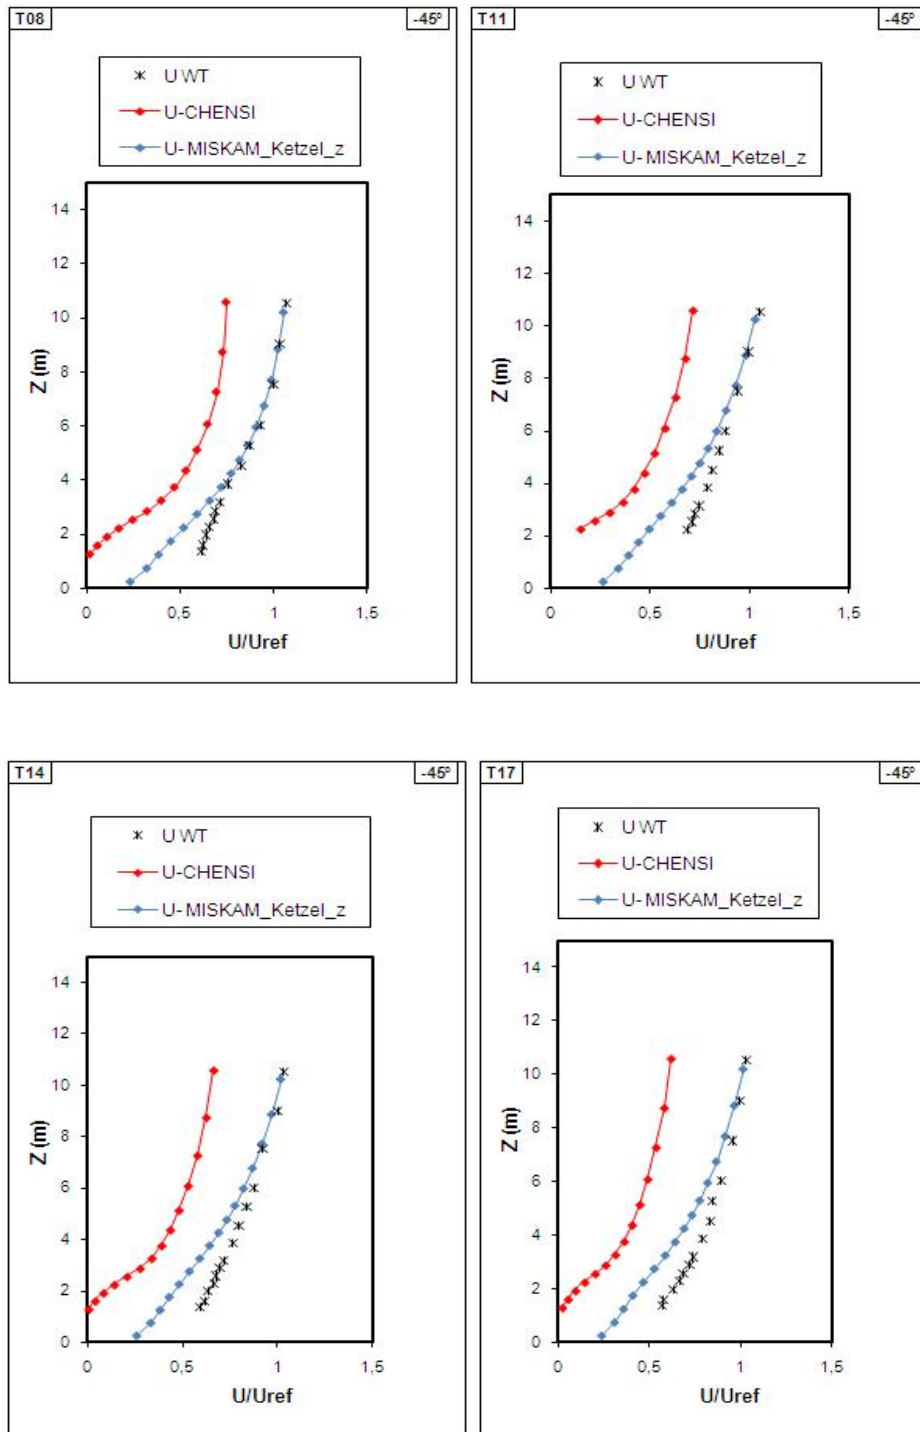 T08
-45º
U WT
U-CHENSI
U- MISKAM_Ketzel_z
14
12
10
8
6
4
2
0
Z (m)
0
0,5
1
1,5
U/Uref
T11
-45º
U WT
U-CHENSI
U- MISKAM_Ketzel_z
14
12
10
8
6
4
2
0
Z (m)
0
0,5
1
1,5
U/Uref
T14
-45º
U WT
U-CHENSI
U- MISKAM_Ketzel_z
14
12
10
8
6
4
2
0
Z (m)
0
0,5
1
1,5
U/Uref
T17
-45º
U WT
U-CHENSI
U- MISKAM_Ketzel_z
14
12
10
8
6
4
2
0
Z (m)
0
0,5
1
1,5
U/Uref